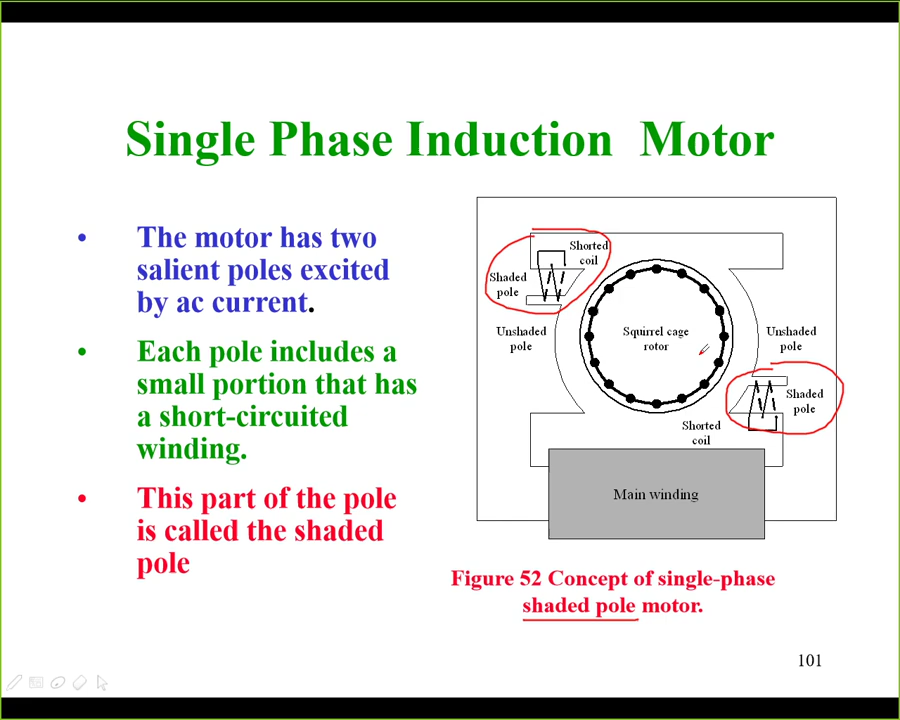 Single Phase Induction Motor
• The motor has two
salient poles excited
by ac current.
• Each pole includes a
small portion that has
a short-circuited
winding.
• This part of the pole
is called the shaded
pole
Shorted
coil
Shaded
pole
Unshaded
pole
Squirrel cage
rotor
Unshaded
pole
Shaded
pole
Shorted
coil
Main winding
Figure 52 Concept of single-phase
shaded pole motor.
101